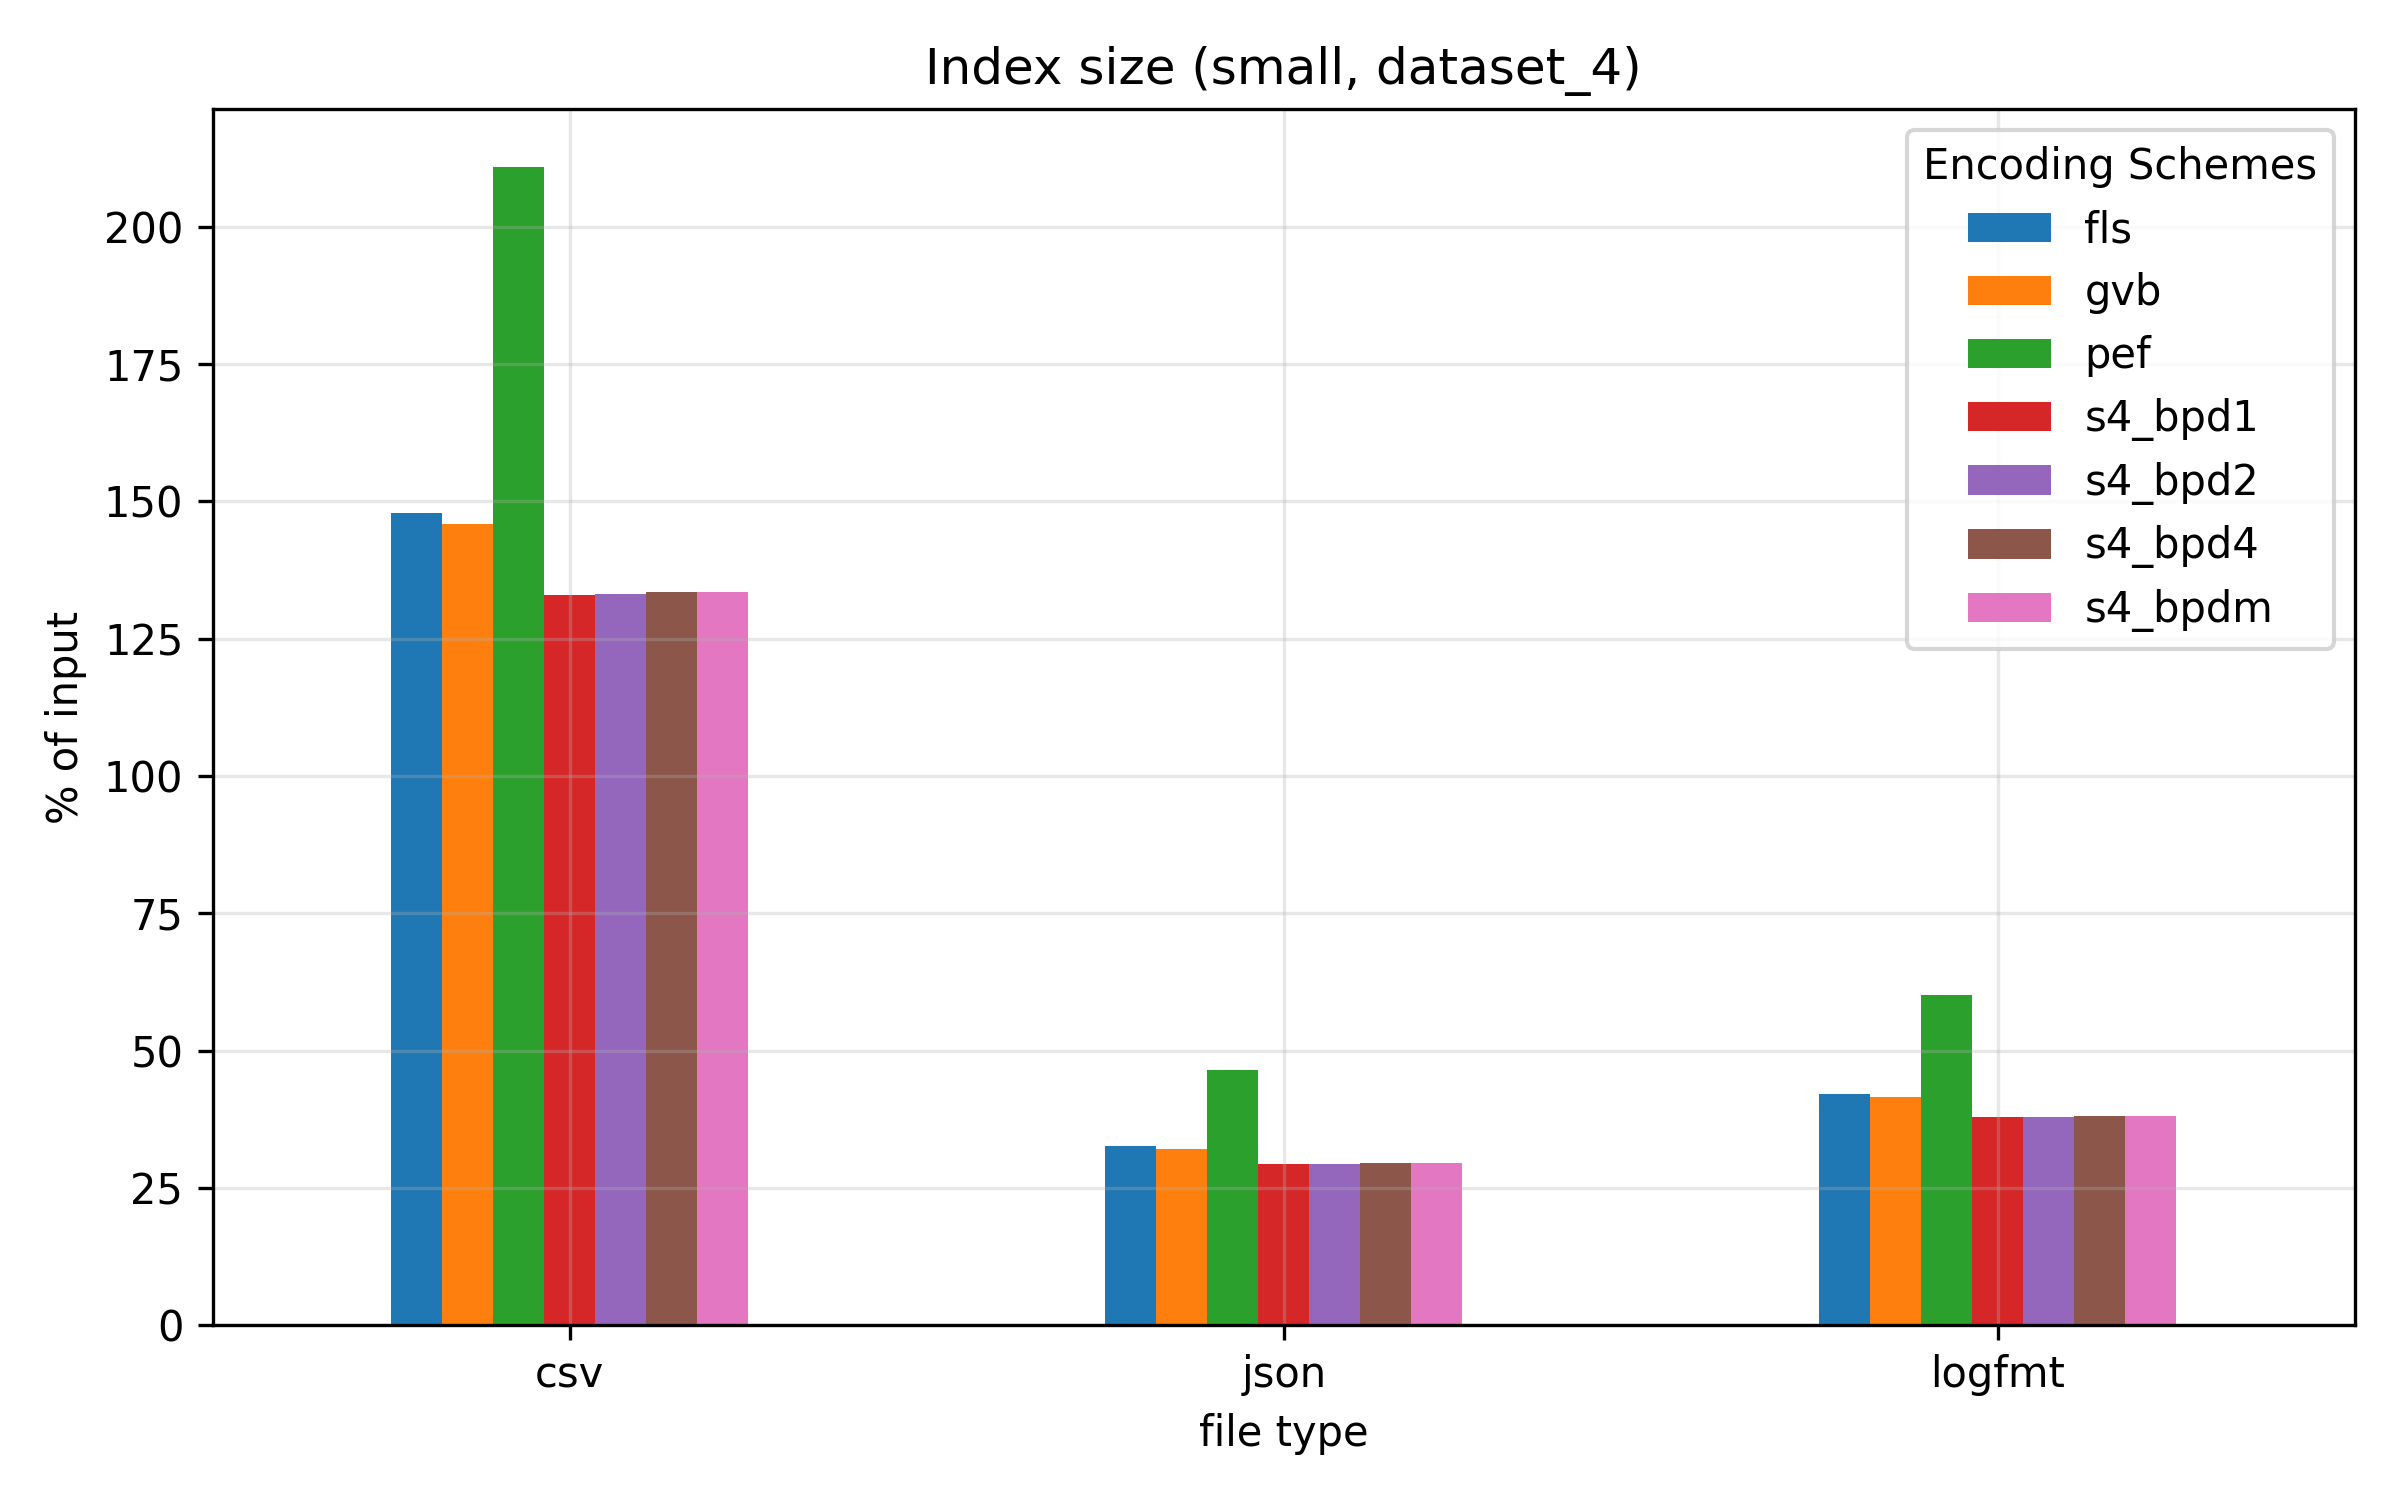 Index size (small, dataset_4)
Encoding Schemes
fls
gvb
pef
s4_bpd1
s4_bpd2
s4_bpd4
s4_bpdm
% of input
200
175
150
125
100
75
50
25
0
csv
json
logfmt
file type